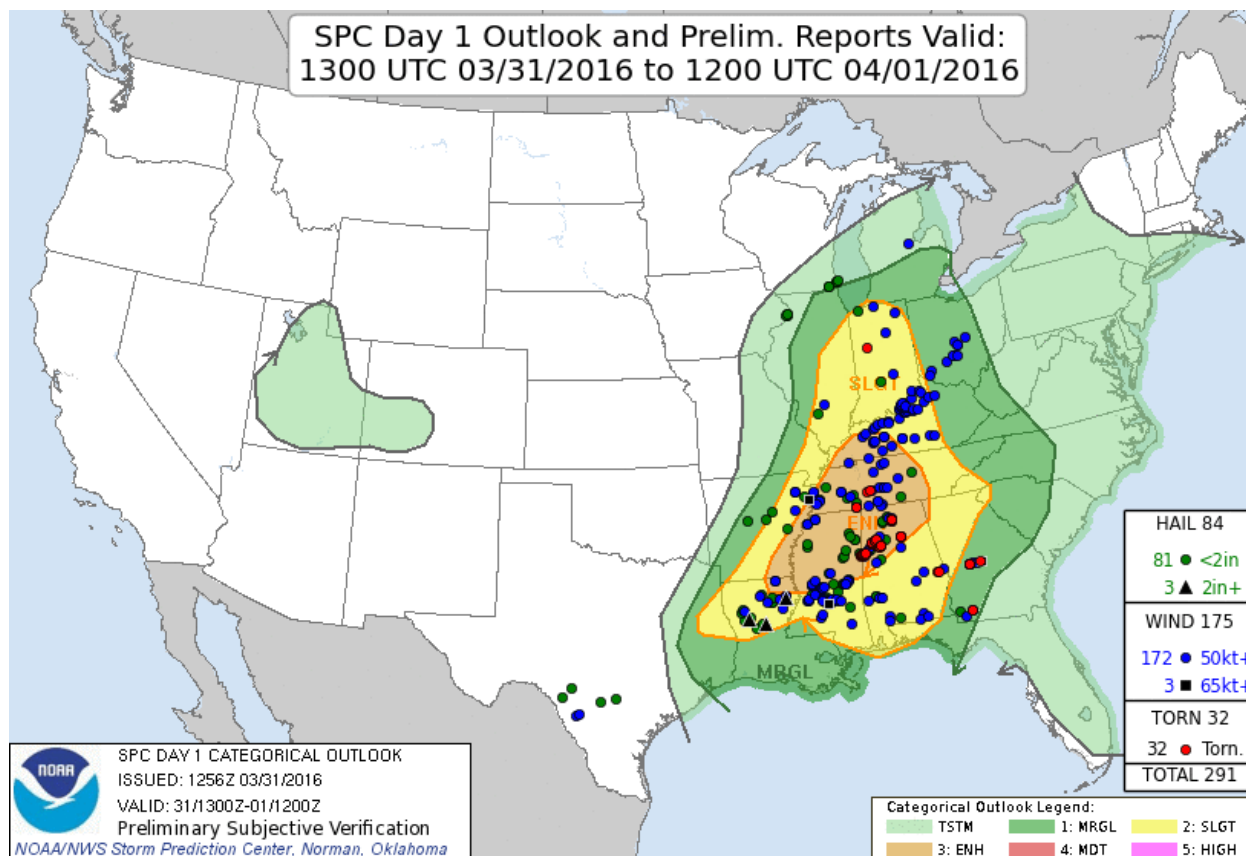 SPC Day 1 Outlook and Prelim. Reports Valid:
1300 UTC 03/31/2016 to 1200 UTC 04/01/2016
SLGT
ENH
MRGL
HAIL 84
81 <2in
3 2in+
WIND 175
172 50kt+
3 65kt+
TORN 32
32 Torn.
TOTAL 291
NOAA
SPC DAY 1 CATEGORICAL OUTLOOK
ISSUED: 1256Z 03/31/2016
VALID: 31/1300Z-01/1200Z
Preliminary Subjective Verification
NOAA/NWS Storm Prediction Center, Norman, Oklahoma
Categorical Outlook Legend:
TSTM 1: MRGL 2: SLGT
3: ENH 4: MDT 5: HIGH